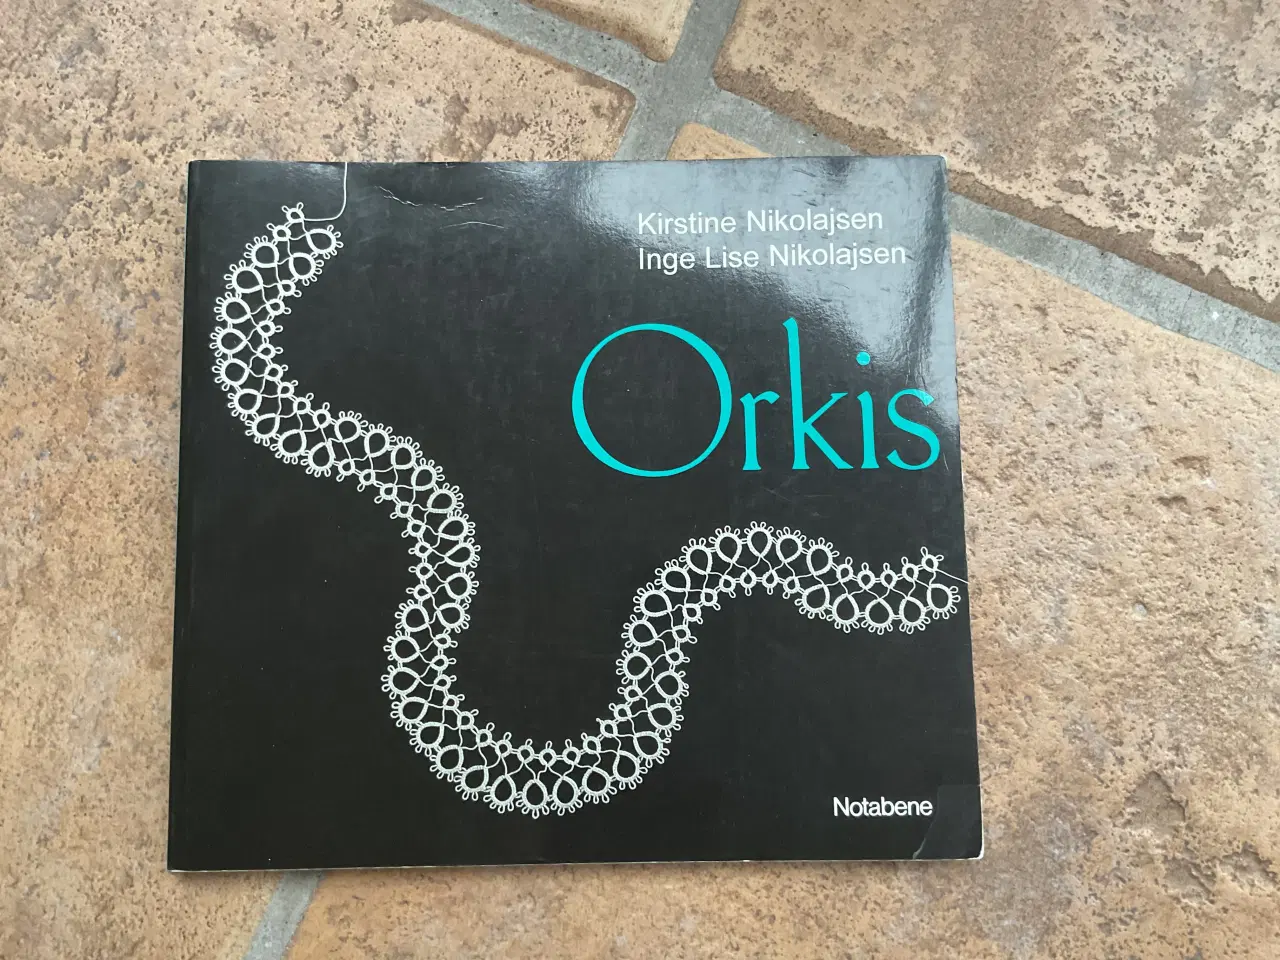 Kirstine Nikolajsen
Inge Lise Nikolajsen
Orkis
Notabene